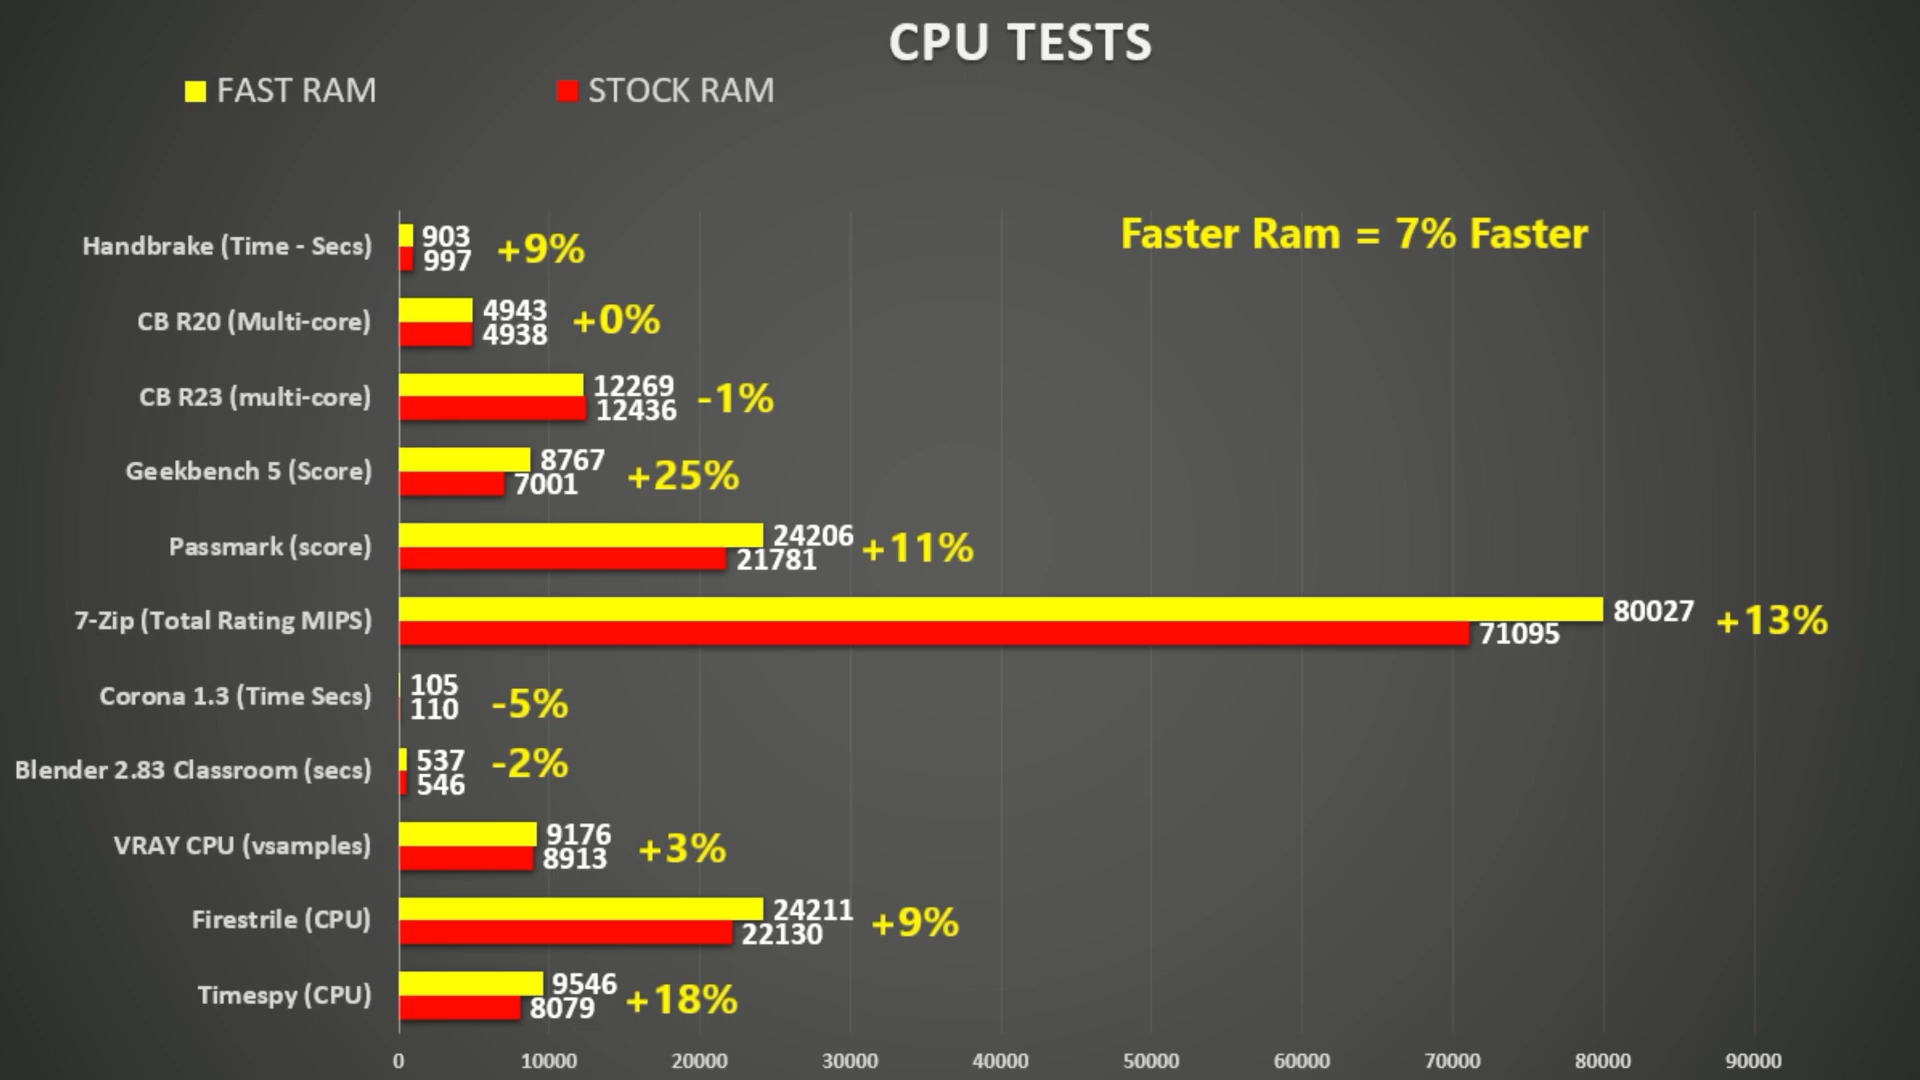 CPU TESTS
FAST RAM
STOCK RAM
Faster Ram = 7% Faster
Handbrake (Time - Secs)
903
997
+9%
CB R20 (Multi-core)
4943
4938
+0%
CB R23 (multi-core)
12269
12436
-1%
Geekbench 5 (Score)
8767
7001
+25%
Passmark (score)
24206
21781
+11%
7-Zip (Total Rating MIPS)
80027
71095
+13%
Corona 1.3 (Time Secs)
105
110
-5%
Blender 2.83 Classroom (secs)
537
546
-2%
VRAY CPU (vsamples)
9176
8913
+3%
Firestrile (CPU)
24211
22130
+9%
Timespy (CPU)
9546
8079
+18%
0 10000 20000 30000 40000 50000 60000 70000 80000 90000